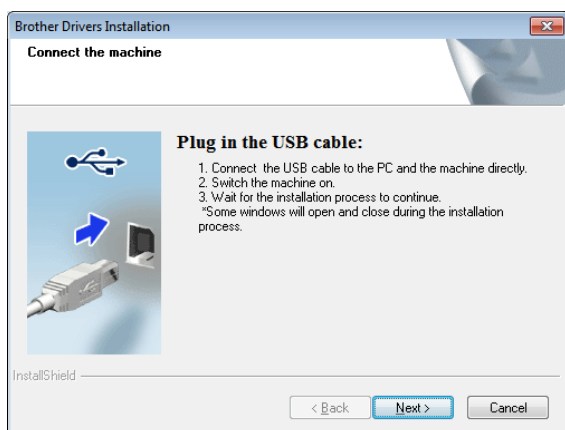 Brother Drivers Installation
Connect the machine
Plug in the USB cable:
1. Connect  the USB cable to the PC and the machine directly.
2. Switch the machine on.
3. Wait for the installation process to continue.
*Some windows will open and close during the installation
process.
InstallShield
< Back
Next >
Cancel